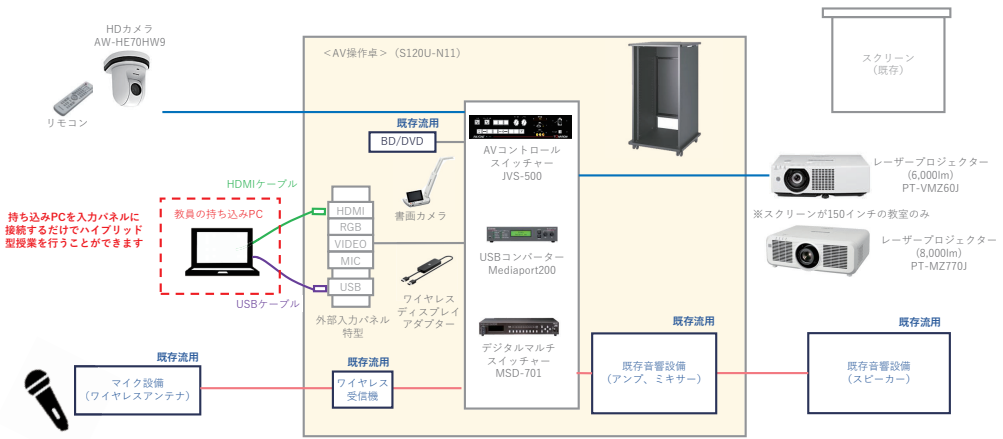 HDカメラ
AW-HE70HW9
リモコン
＜AV操作卓＞（S120U-N11）
スクリーン
（既存）
既存流用
BD/DVD
AVコントロール
スイッチャー
JVS-500
HDMIケーブル
書画カメラ
レーザープロジェクター
(6,000lm)
PT-VMZ60J
※スクリーンが150インチの教室のみ
レーザープロジェクター
(8,000lm)
PT-MZ770J
持ち込みPCを入力パネルに
接続するだけでハイブリッド
型授業を行うことができます
教員の持ち込みPC
HDMI
RGB
VIDEO
MIC
USB
USBコンバーター
Mediaport200
USBケーブル
ワイヤレス
ディスプレイ
アダプター
外部入力パネル
特型
デジタルマルチ
スイッチャー
MSD-701
既存流用
マイク設備
（ワイヤレスアンテナ）
既存流用
ワイヤレス
受信機
既存流用
既存音響設備
（アンプ、ミキサー）
既存流用
既存音響設備
（スピーカー）